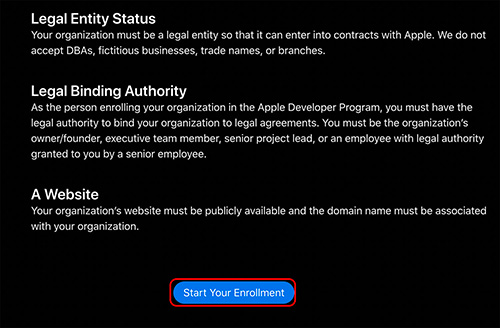 Legal Entity Status
Your organization must be a legal entity so that it can enter into contracts with Apple. We do not
accept DBAs, fictitious businesses, trade names, or branches.
Legal Binding Authority
As the person enrolling your organization in the Apple Developer Program, you must have the
legal authority to bind your organization to legal agreements. You must be the organization's
owner/founder, executive team member, senior project lead, or an employee with legal authority
granted to you by a senior employee.
A Website
Your organization's website must be publicly available and the domain name must be associated
with your organization.
Start Your Enrollment